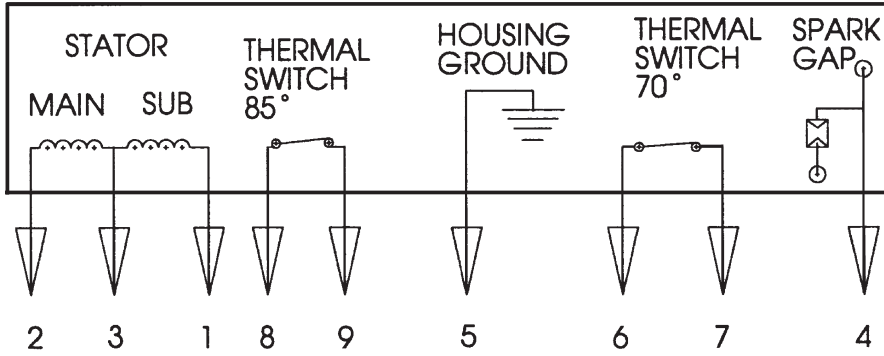 STATOR
MAIN SUB
THERMAL
SWITCH
85°
HOUSING
GROUND
THERMAL
SWITCH
70°
SPARK
GAP
2 3 1 8 9 5 6 7 4